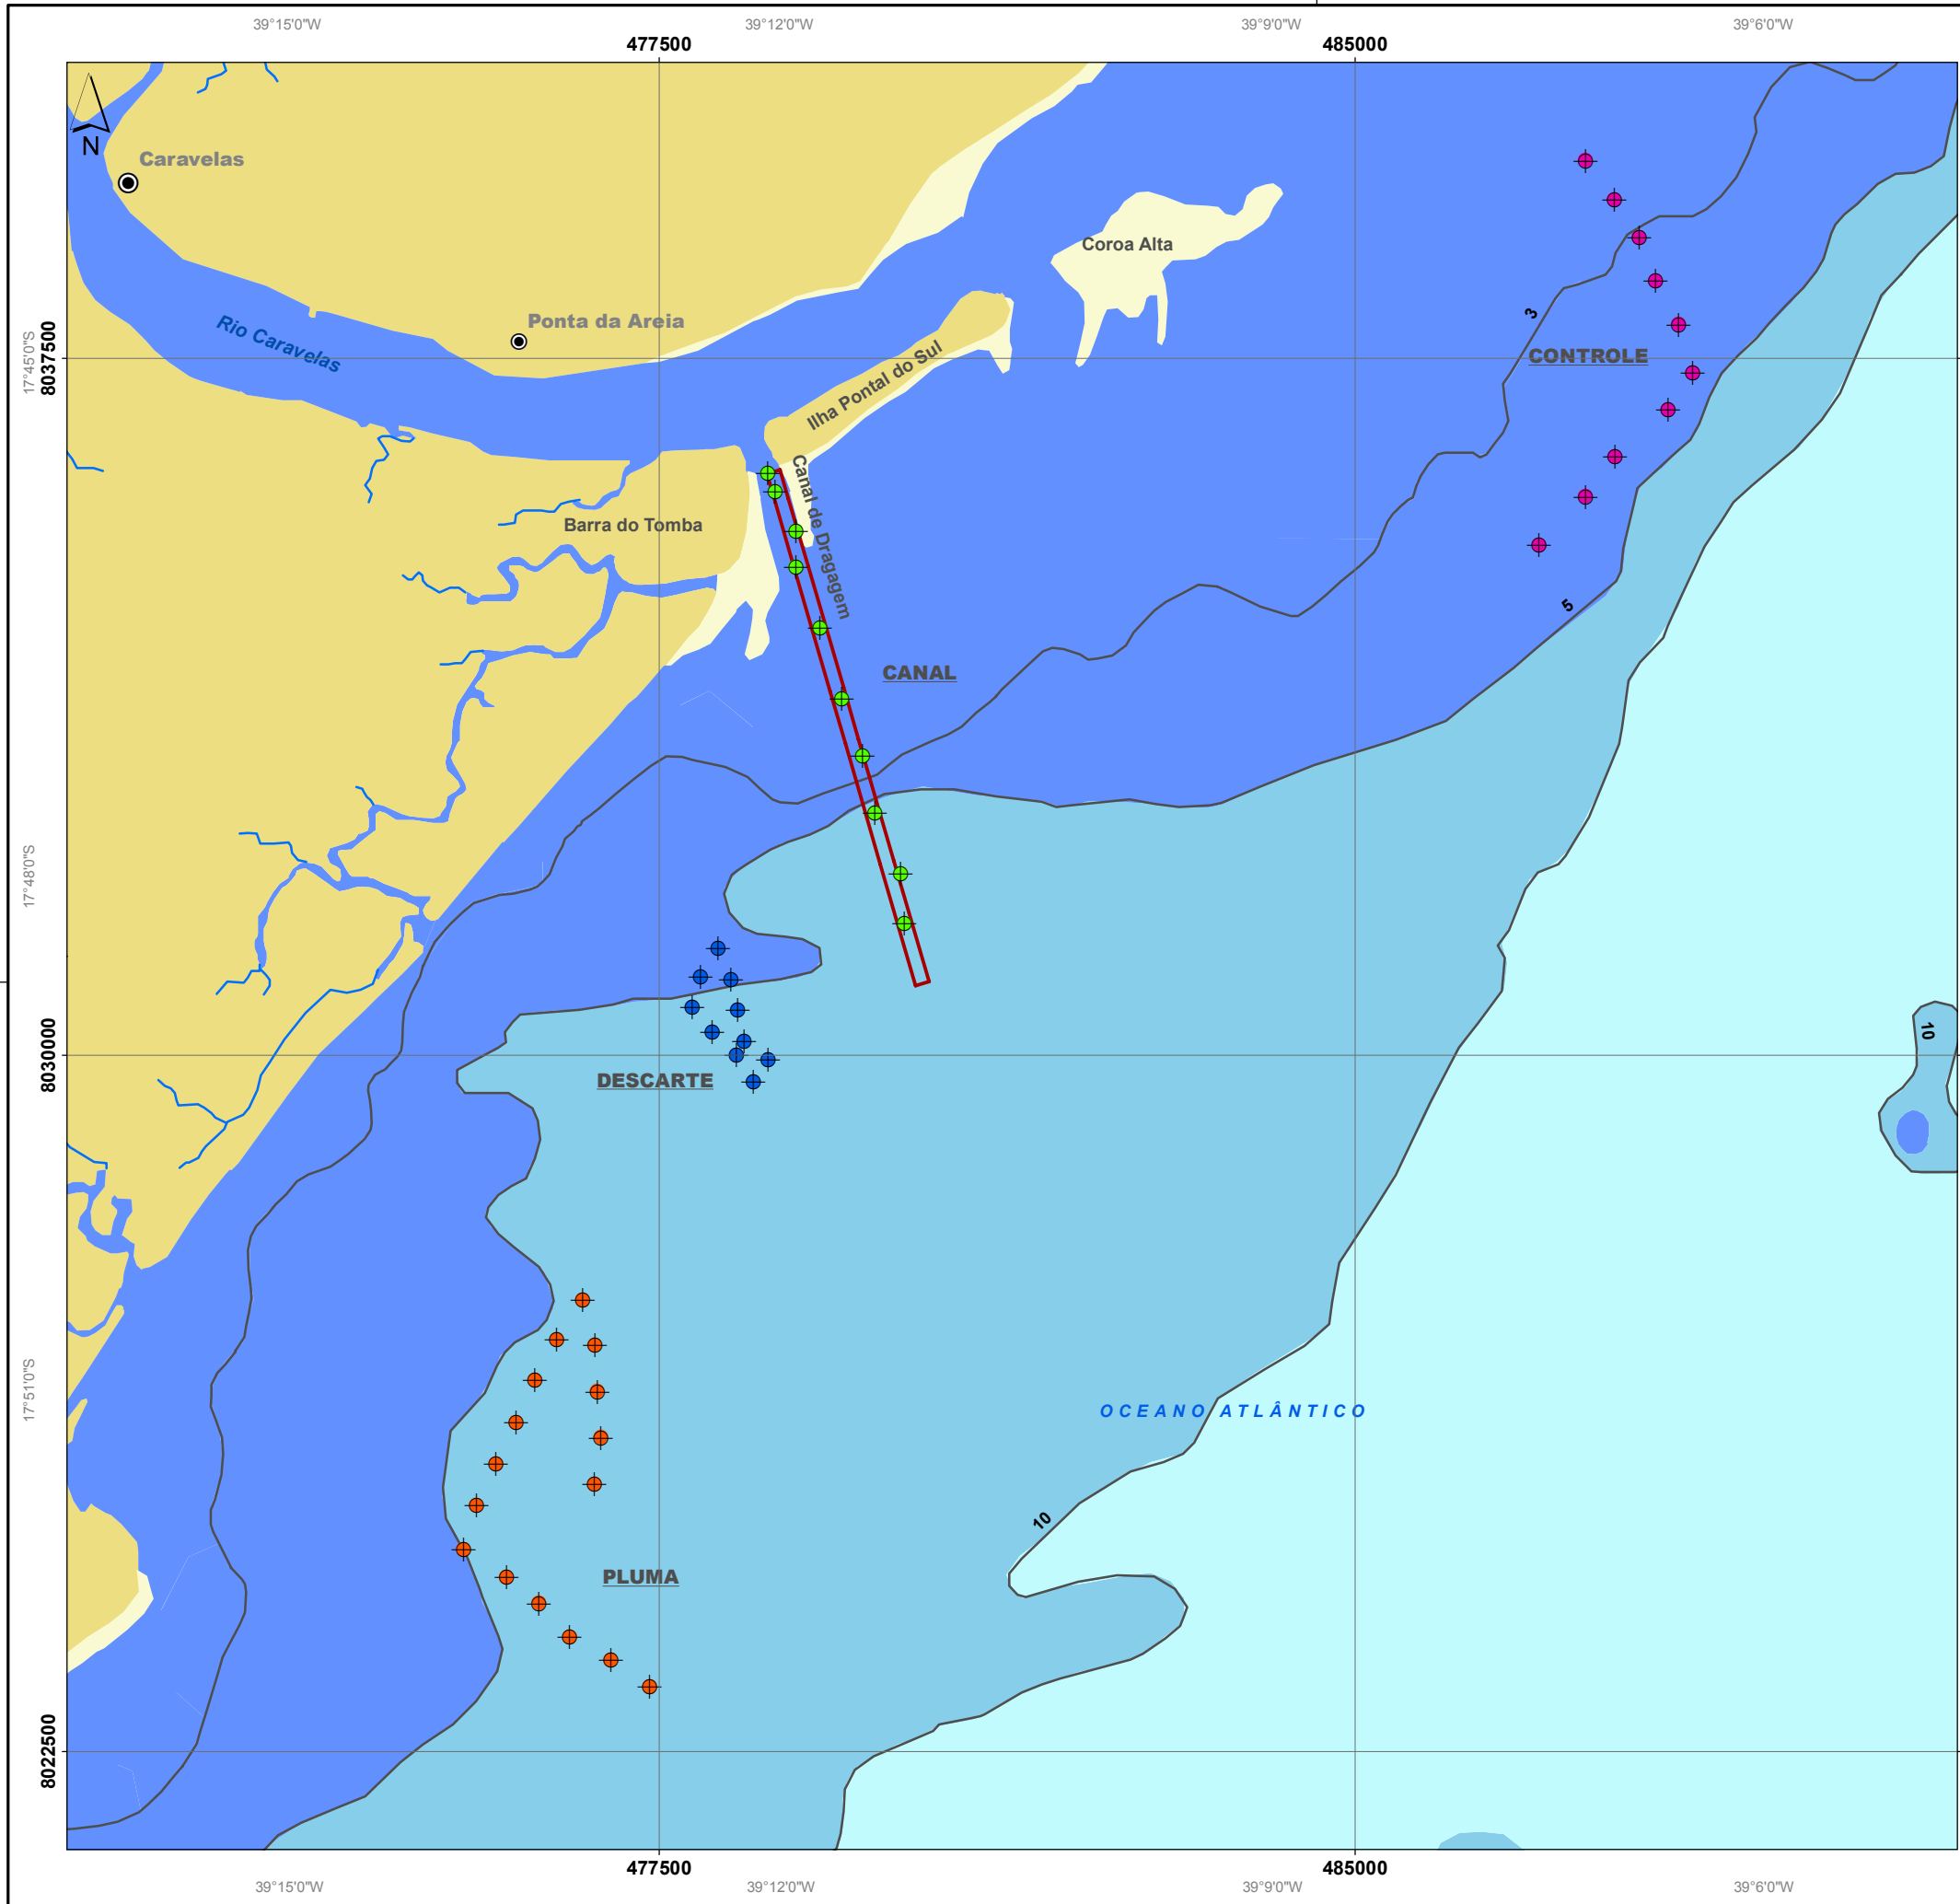 39°15'0"W 39°12'0"W 39°9'0"W 39°6'0"W
477500 485000
N
Caravelas
Coroa Alta
Rio Caravelas
Ponta da Areia
3
8037500
17°45'0"S
Ilha Pontal do Sul
CONTROLE
Canal de Dragagem
Barra do Tomba
5
CANAL
17°48'0"S
8030000
10
DESCARTE
17°51'0"S
OCEANO ATLÂNTICO
10
PLUMA
8022500
477500 485000
39°15'0"W 39°12'0"W 39°9'0"W 39°6'0"W